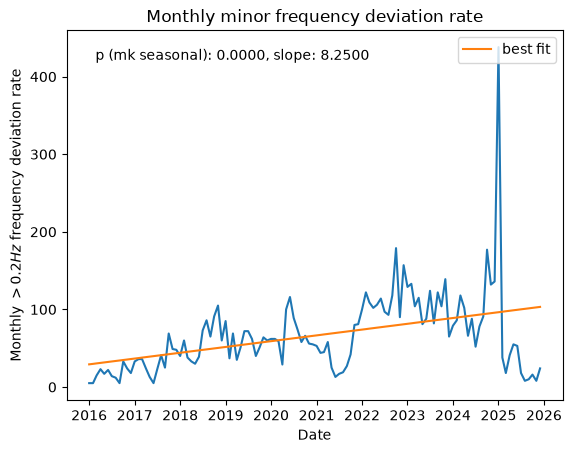 Monthly minor frequency deviation rate
p (mk seasonal): 0.0000, slope: 8.2500
best fit
Monthly >0.2Hz frequency deviation rate
400
300
200
100
0
2016 2017 2018 2019 2020 2021 2022 2023 2024 2025 2026
Date